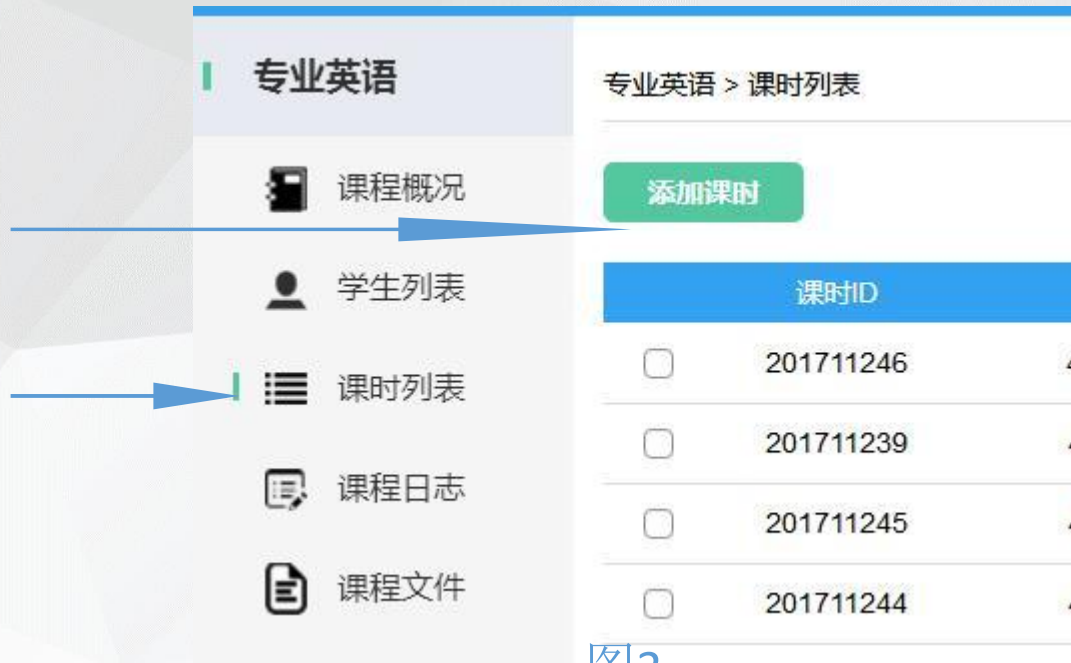 专业英语
专业英语 > 课时列表
课程概况
添加课时
学生列表
课时列表
课程日志
课程文件
课时ID
201711246
201711239
201711245
201711244